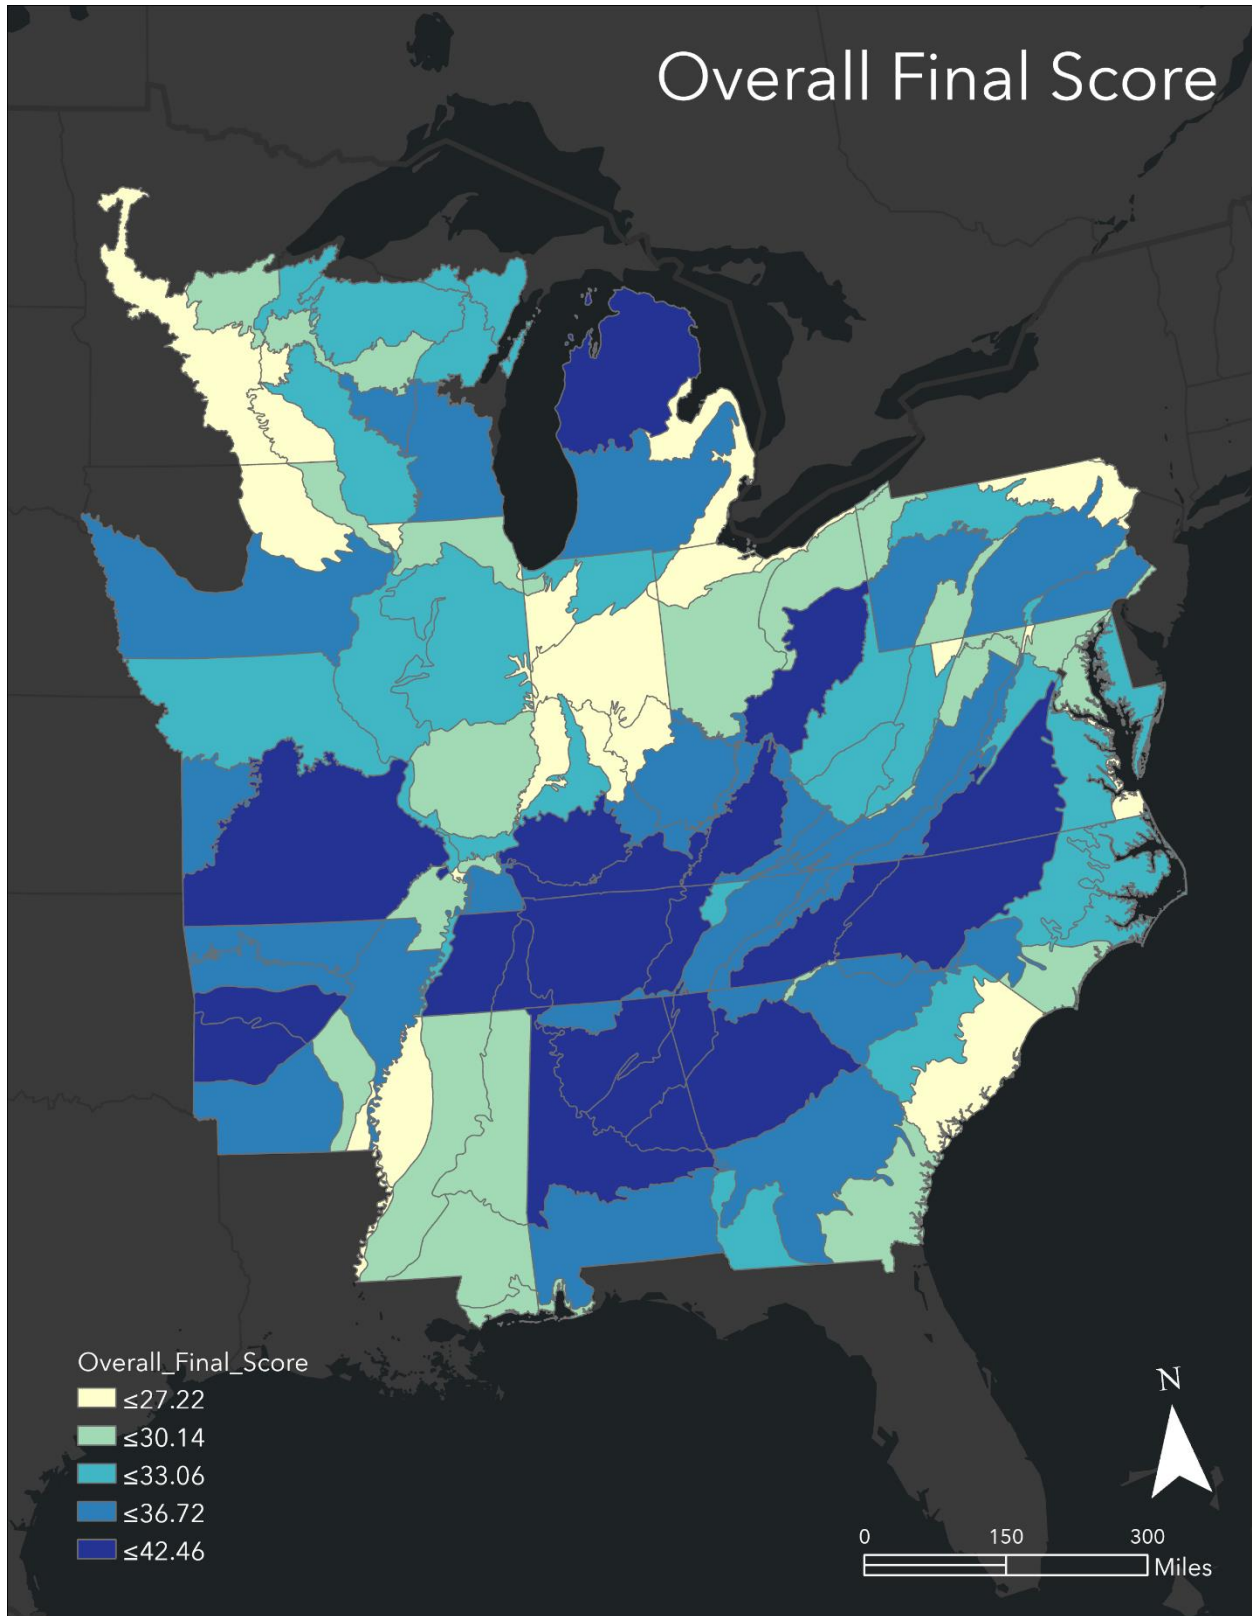 Overall Final Score
Overall_Final_Score
≤27.22
≤30.14
≤33.06
≤36.72
≤42.46
N
0 150 300
Miles